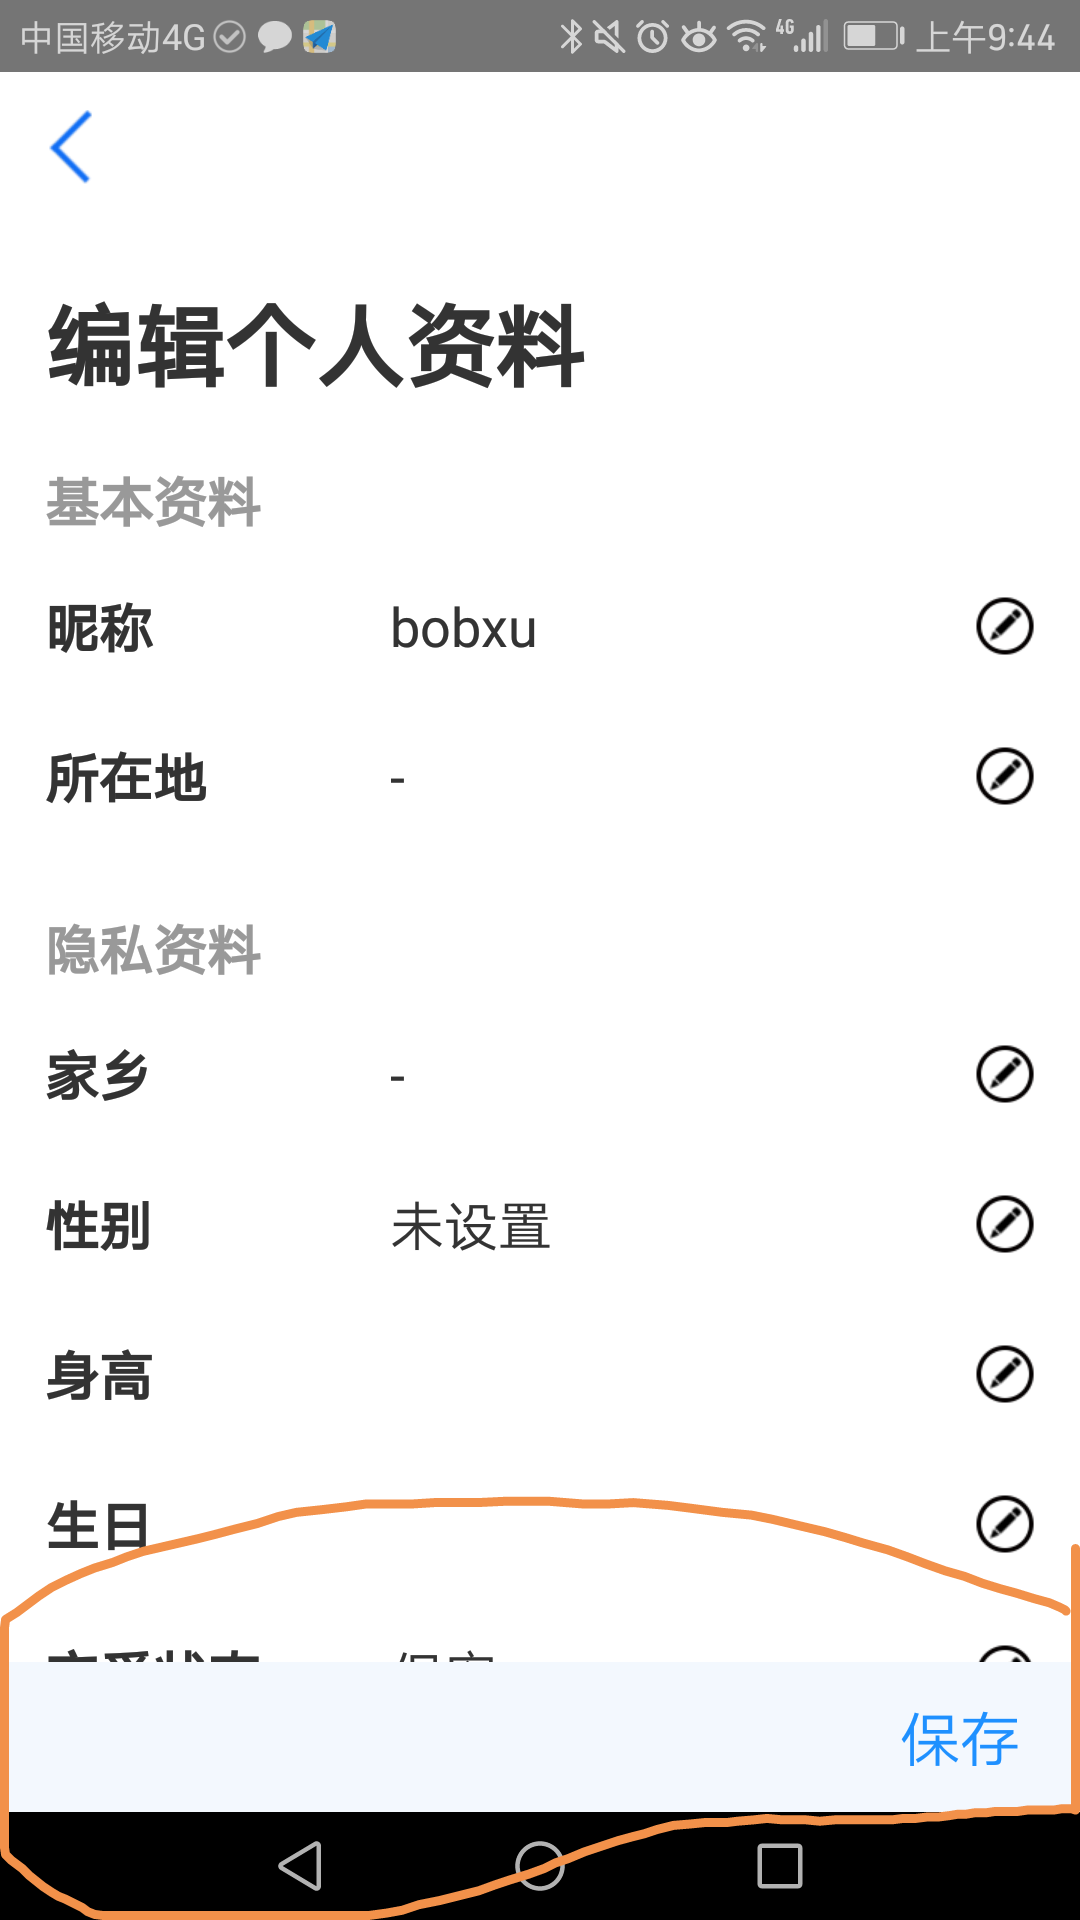 中国移动4G 4G 上午9:44
编辑个人资料
基本资料
昵称 bobxu
所在地 -
隐私资料
家乡 -
性别 未设置
身高
生日
保存